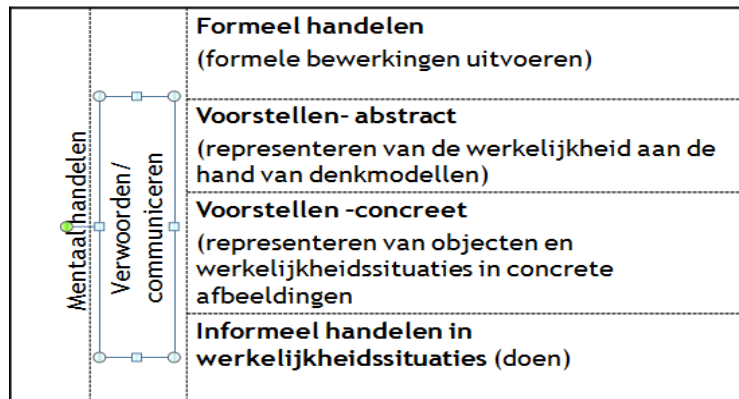 Mentaal handelen
Verwoorden/
communiceren
Formeel handelen
(formele bewerkingen uitvoeren)
Voorstellen- abstract
(representeren van de werkelijkheid aan de
hand van denkmodellen)
Voorstellen -concreet
(representeren van objecten en
werkelijkheidssituaties in concrete
afbeeldingen
Informeel handelen in
werkelijkheidssituaties (doen)